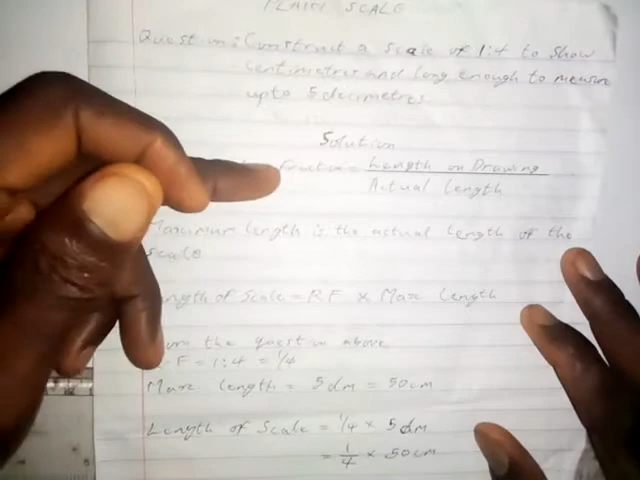 PLAIN SCALE
Question: Construct a scale of 1:4 to show
centimetres and long enough to measure
upto 5 decimetres
Solution
Fraction = Length on Drawing
Actual Length
Maximum Length is the actual length of the
scale
Length of Scale = RF x Max Length
the question above
F = 1:4 = 1/4
Max Length = 5dm = 50cm
Length of Scale = 1/4 x 5dm
= 1/4 x 50cm